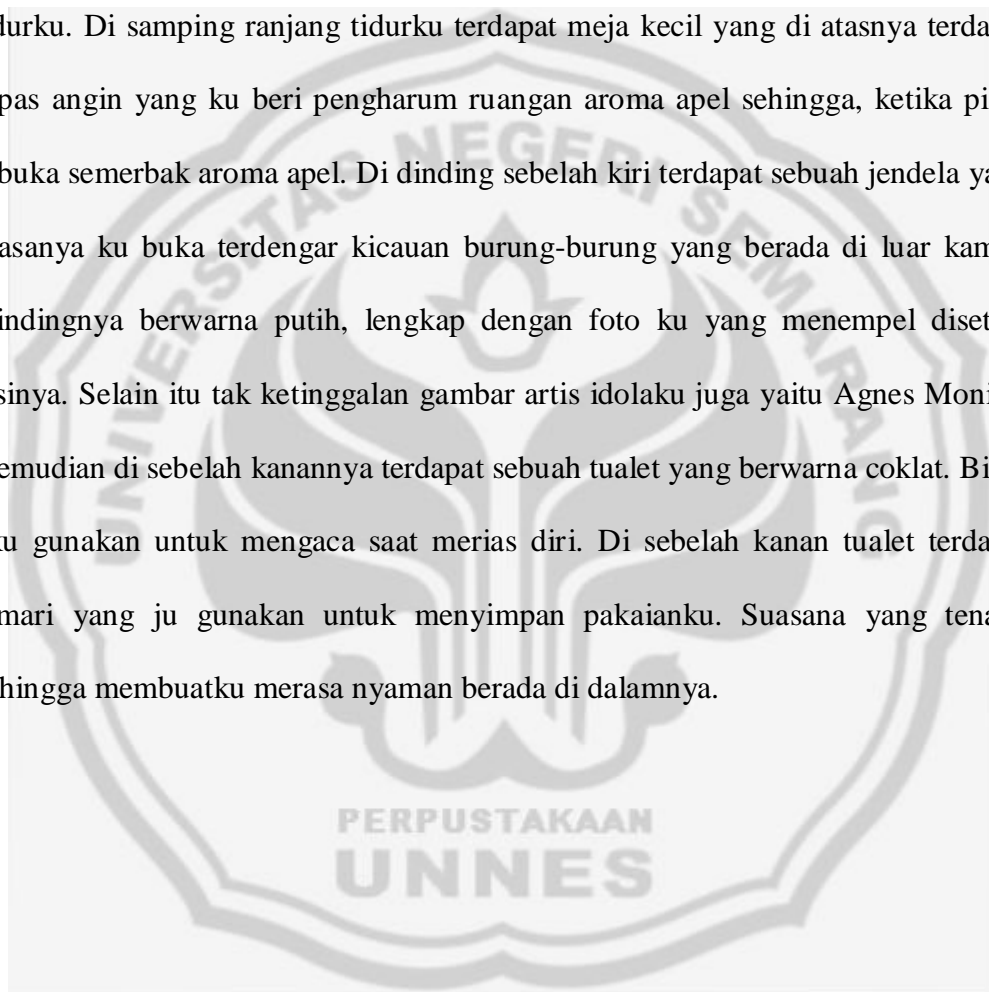 durku. Di samping ranjang tidurku terdapat meja kecil yang di atasnya terda
pas angin yang ku beri pengharum ruangan aroma apel sehingga, ketika pi
buka semerbak aroma apel. Di dinding sebelah kiri terdapat sebuah jendela ya
asanya ku buka terdengar kicauan burung-burung yang berada di luar kam
indingnya berwarna putih, lengkap dengan foto ku yang menempel diset
sinya. Selain itu tak ketinggalan gambar artis idolaku juga yaitu Agnes Moni
emudian di sebelah kanannya terdapat sebuah tualet yang berwarna coklat. Bi
u gunakan untuk mengaca saat merias diri. Di sebelah kanan tualet terda
mari yang ju gunakan untuk menyimpan pakaianku. Suasana yang tena
hingga membuatku merasa nyaman berada di dalamnya.
UNIVERSITAS NEGERI SEMARANG
PERPUSTAKAAN
UNNES